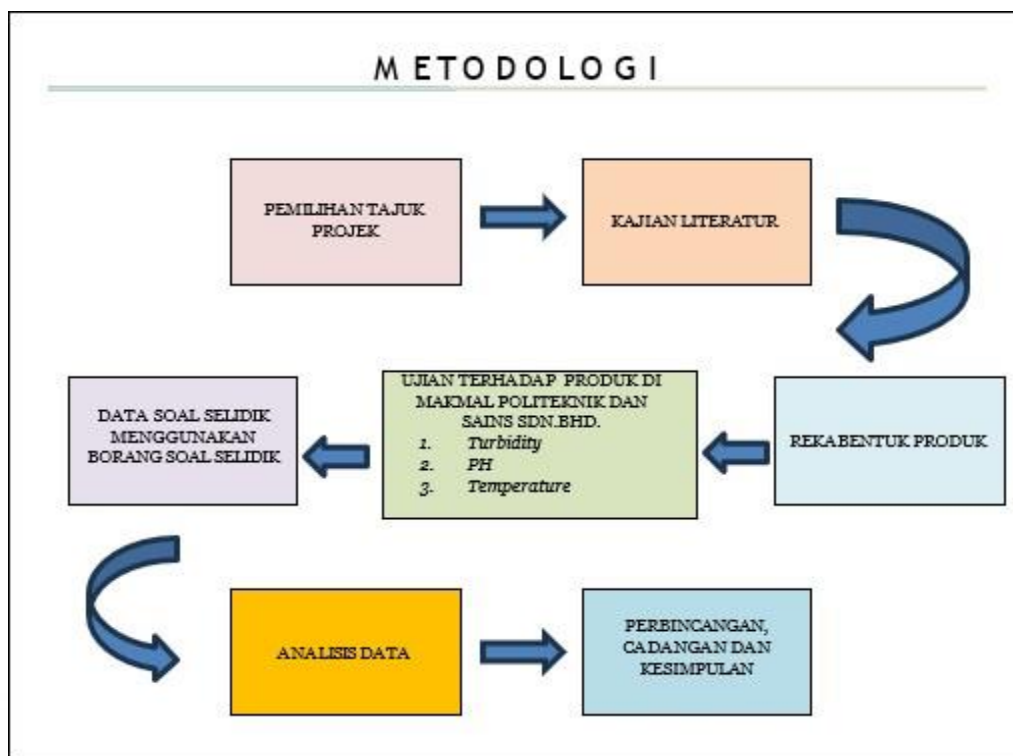 METODOLOGI
PEMILIHAN TAJUK
PROJEK
KAJIAN LITERATUR
REKABENTUK PRODUK
UJIAN TERHADAP PRODUK DI
MAKMAL POLITEKNIK DAN
SAINS SDN.BHD.
1. Turbidity
2. PH
3. Temperature
DATA SOAL SELIDIK
MENGGUNAKAN
BORANG SOAL SELIDIK
ANALISIS DATA
PERBINCANGAN,
CADANGAN DAN
KESIMPULAN